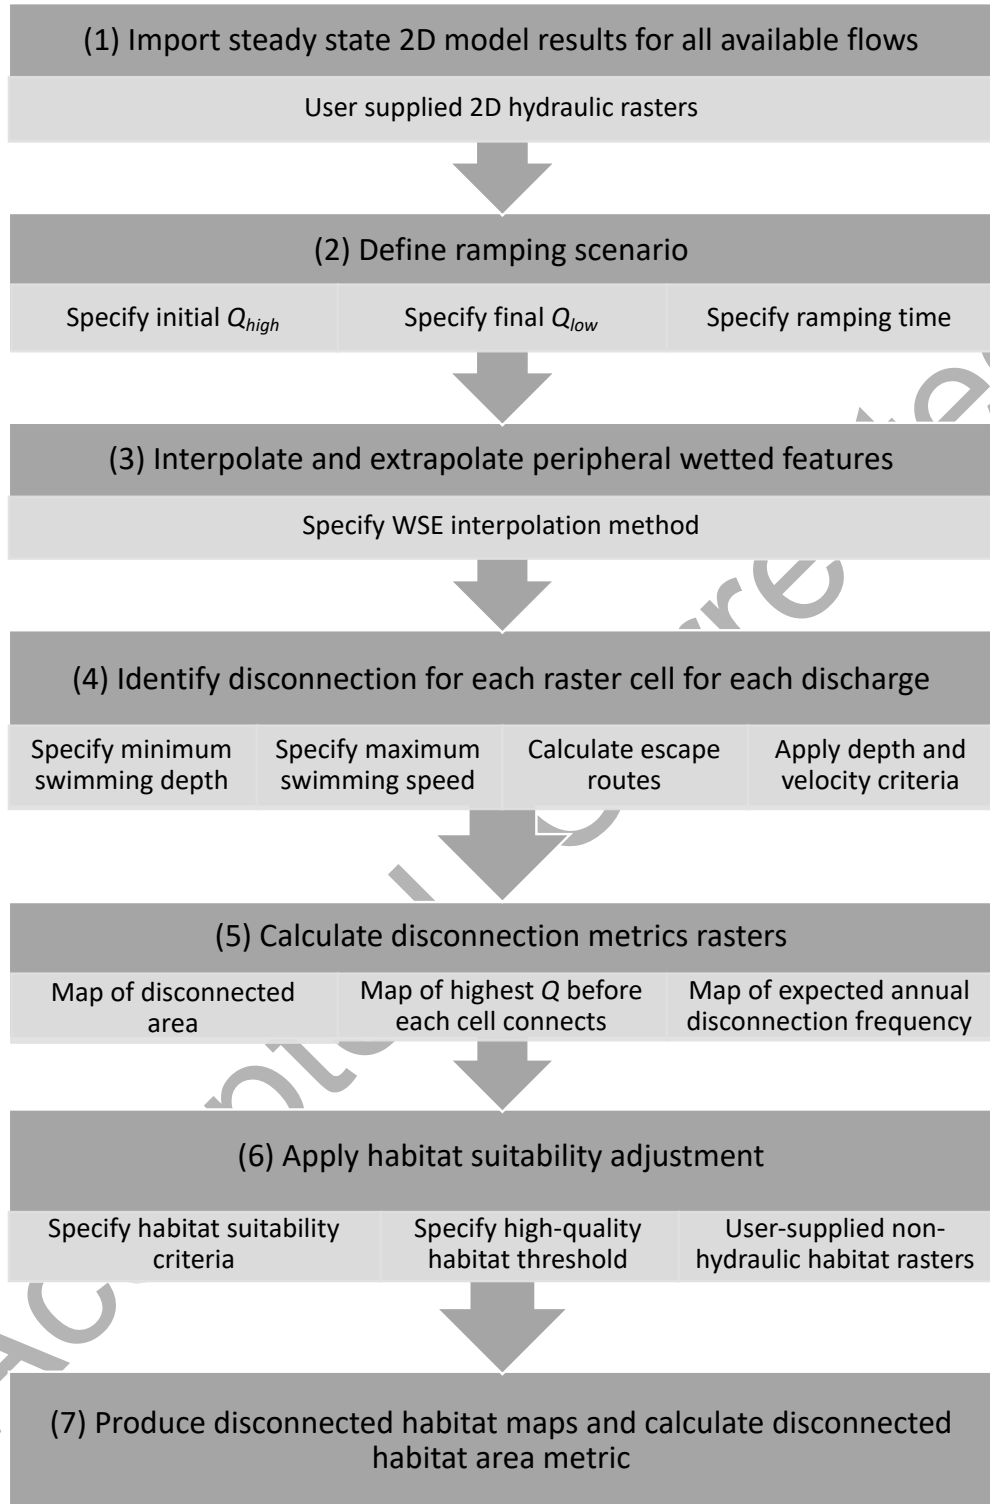 (1) Import steady state 2D model results for all available flows
User supplied 2D hydraulic rasters
(2) Define ramping scenario
Specify initial Qhigh
Specify final Qlow
Specify ramping time
(3) Interpolate and extrapolate peripheral wetted features
Specify WSE interpolation method
(4) Identify disconnection for each raster cell for each discharge
Specify minimum
swimming depth
Specify maximum
swimming speed
Calculate escape
routes
Apply depth and
velocity criteria
(5) Calculate disconnection metrics rasters
Map of disconnected
area
Map of highest Q before
each cell connects
Map of expected annual
disconnection frequency
(6) Apply habitat suitability adjustment
Specify habitat suitability
criteria
Specify high-quality
habitat threshold
User-supplied non-
hydraulic habitat rasters
(7) Produce disconnected habitat maps and calculate disconnected
habitat area metric